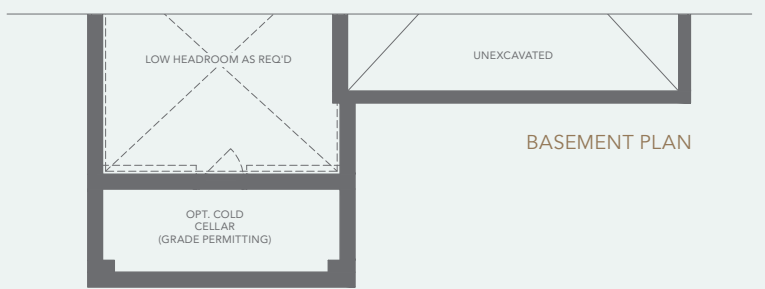 LOW HEADROOM AS REQ'D
UNEXCAVATED
BASEMENT PLAN
OPT. COLD
CELLAR
(GRADE PERMITTING)